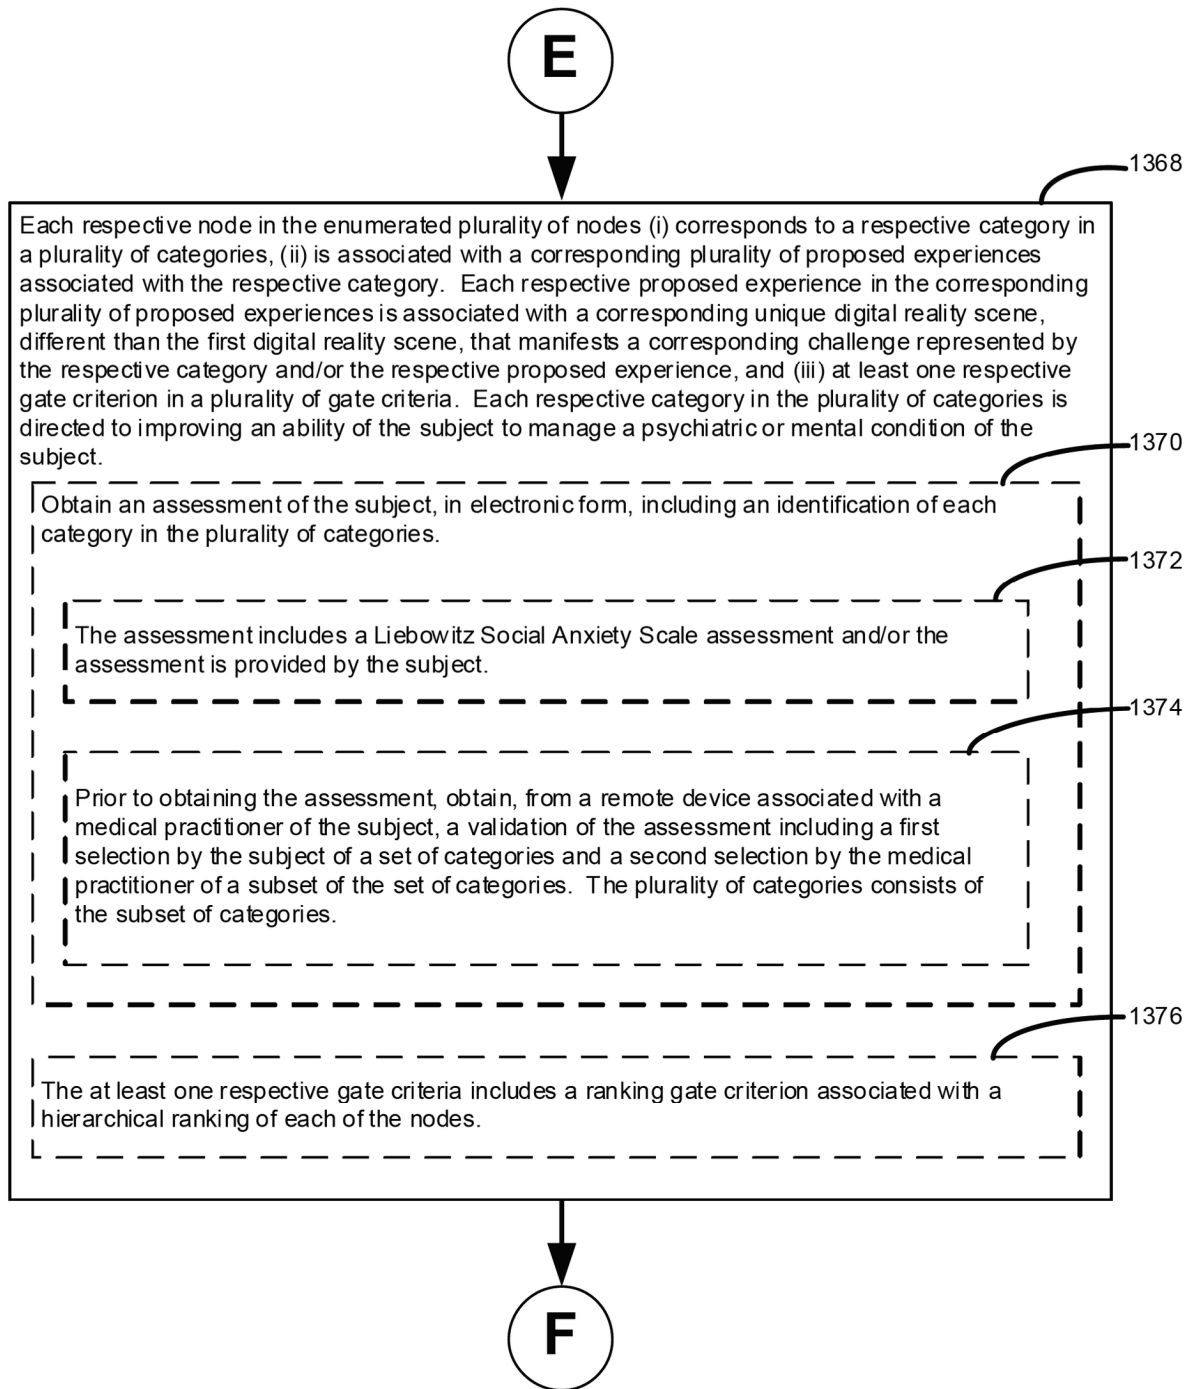 E
1368
Each respective node in the enumerated plurality of nodes (i) corresponds to a respective category in
a plurality of categories, (ii) is associated with a corresponding plurality of proposed experiences
associated with the respective category.  Each respective proposed experience in the corresponding
plurality of proposed experiences is associated with a corresponding unique digital reality scene,
different than the first digital reality scene, that manifests a corresponding challenge represented by
the respective category and/or the respective proposed experience, and (iii) at least one respective
gate criterion in a plurality of gate criteria.  Each respective category in the plurality of categories is
directed to improving an ability of the subject to manage a psychiatric or mental condition of the
subject.
1370
Obtain an assessment of the subject, in electronic form, including an identification of each
category in the plurality of categories.
1372
The assessment includes a Liebowitz Social Anxiety Scale assessment and/or the
assessment is provided by the subject.
1374
Prior to obtaining the assessment, obtain, from a remote device associated with a
medical practitioner of the subject, a validation of the assessment including a first
selection by the subject of a set of categories and a second selection by the medical
practitioner of a subset of the set of categories.  The plurality of categories consists of
the subset of categories.
1376
The at least one respective gate criteria includes a ranking gate criterion associated with a
hierarchical ranking of each of the nodes.
F